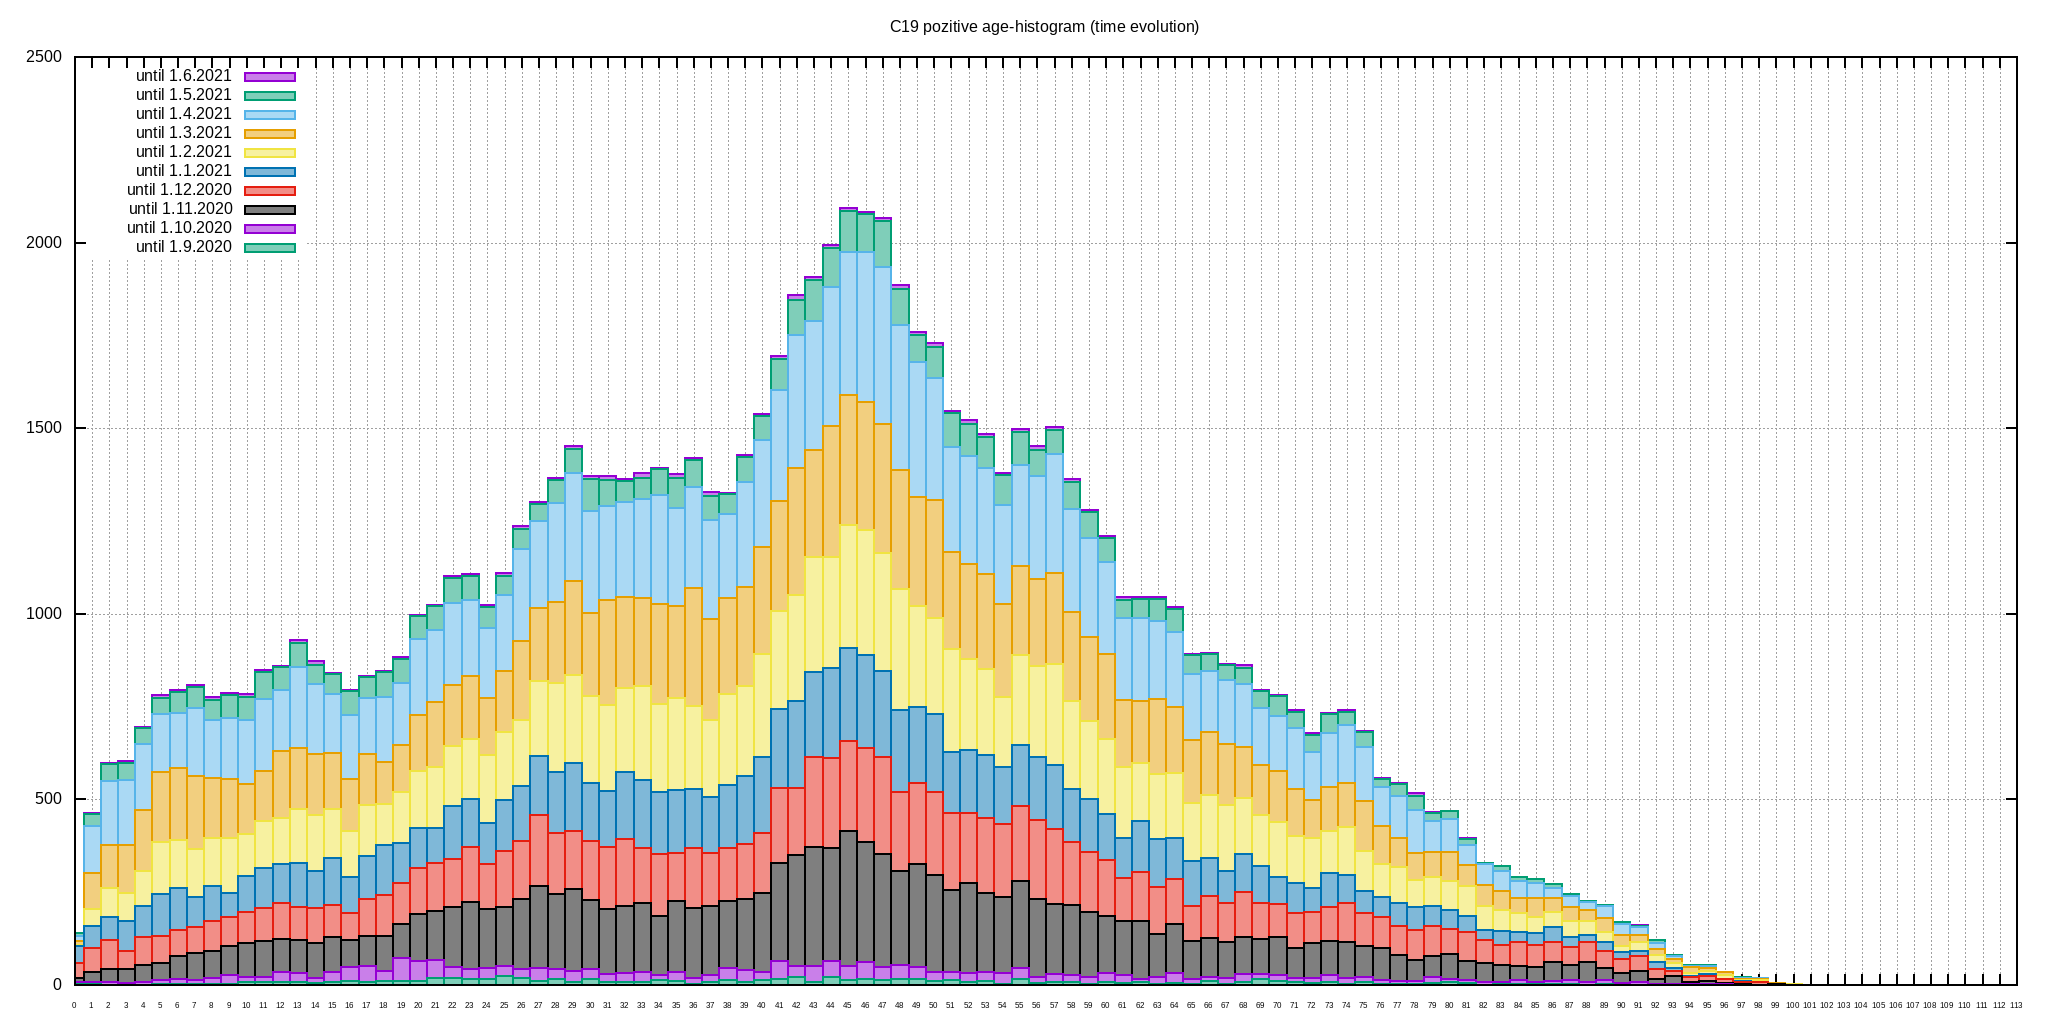 C19 pozitive age-histogram (time evolution)
2500
2000
1500
1000
500
0
until 1.6.2021
until 1.5.2021
until 1.4.2021
until 1.3.2021
until 1.2.2021
until 1.1.2021
until 1.12.2020
until 1.11.2020
until 1.10.2020
until 1.9.2020
0 1 2 3 4 5 6 7 8 9 10 11 12 13 14 15 16 17 18 19 20 21 22 23 24 25 26 27 28 29 30 31 32 33 34 35 36 37 38 39 40 41 42 43 44 45 46 47 48 49 50 51 52 53 54 55 56 57 58 59 60 61 62 63 64 65 66 67 68 69 70 71 72 73 74 75 76 77 78 79 80 81 82 83 84 85 86 87 88 89 90 91 92 93 94 95 96 97 98 99 100 101 102 103 104 105 106 107 108 109 110 111 112 113